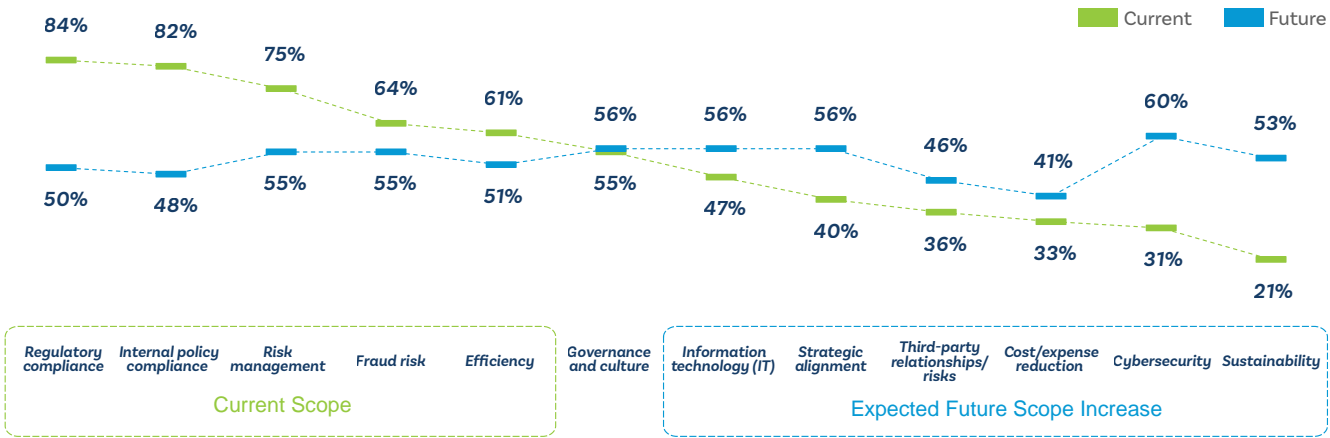 Current Future
84%
82%
75%
64%
61%
56%
56%
56%
46%
41%
60%
53%
50%
48%
55%
55%
51%
55%
47%
40%
36%
33%
31%
21%
Regulatory
compliance
Internal policy
compliance
Risk
management
Fraud risk
Efficiency
Governance
and culture
Information
technology (IT)
Strategic
alignment
Third-party
relationships/
risks
Cost/expense
reduction
Cybersecurity
Sustainability
Current Scope
Expected Future Scope Increase